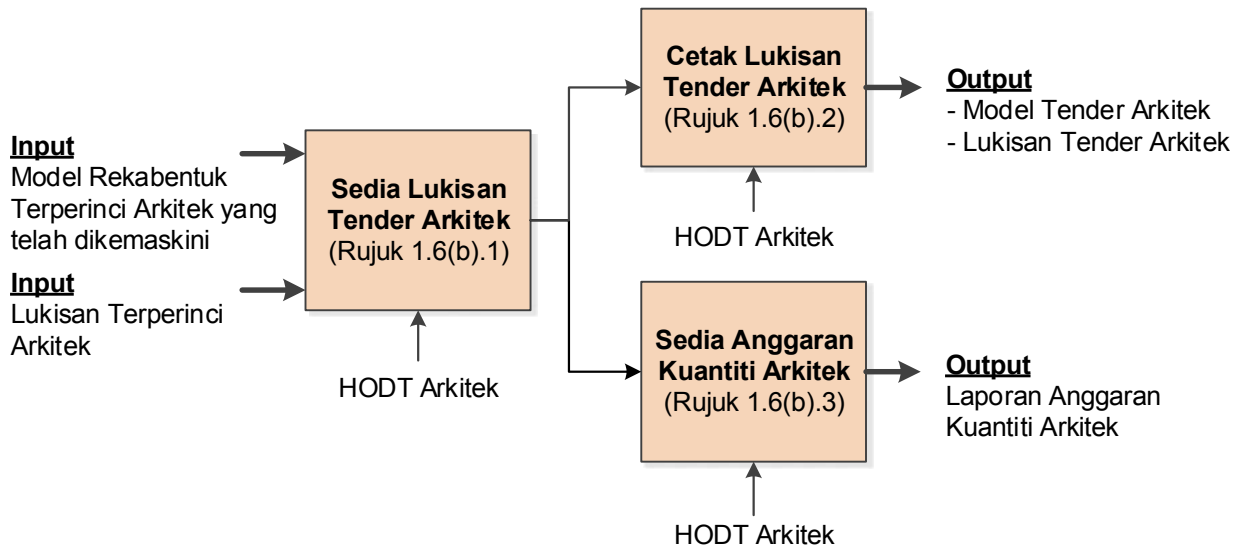 Input
Model Rekabentuk
Terperinci Arkitek yang
telah dikemaskini
Input
Lukisan Terperinci
Arkitek
Sedia Lukisan
Tender Arkitek
(Rujuk 1.6(b).1)
HODT Arkitek
Cetak Lukisan
Tender Arkitek
(Rujuk 1.6(b).2)
HODT Arkitek
Output
- Model Tender Arkitek
- Lukisan Tender Arkitek
Sedia Anggaran
Kuantiti Arkitek
(Rujuk 1.6(b).3)
HODT Arkitek
Output
Laporan Anggaran
Kuantiti Arkitek